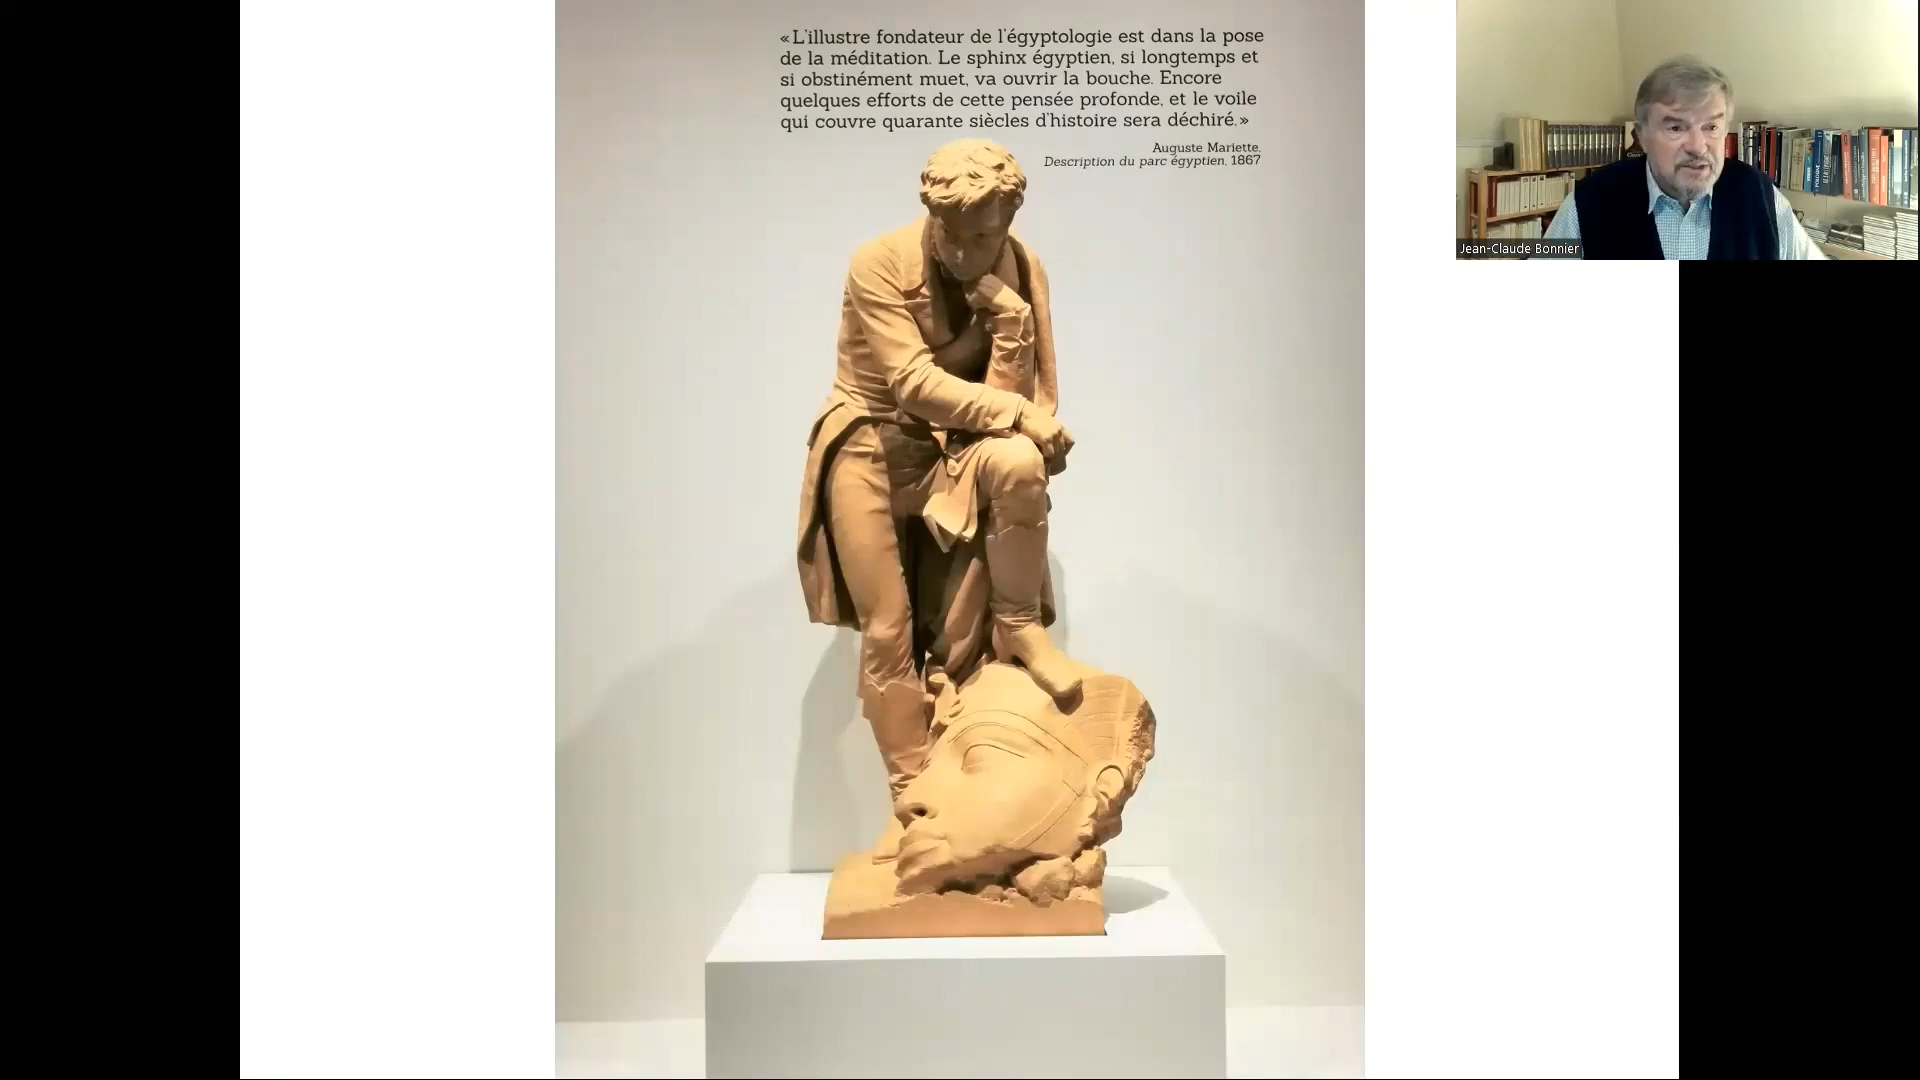 «L'illustre fondateur de l'égyptologie est dans la pose
de la méditation. Le sphinx égyptien, si longtemps et
si obstinément muet, va ouvrir la bouche. Encore
quelques efforts de cette pensée profonde, et le voile
qui couvre quarante siècles d'histoire sera déchiré.»
Auguste Mariette,
Description du parc égyptien, 1867
Jean-Claude Bonnier